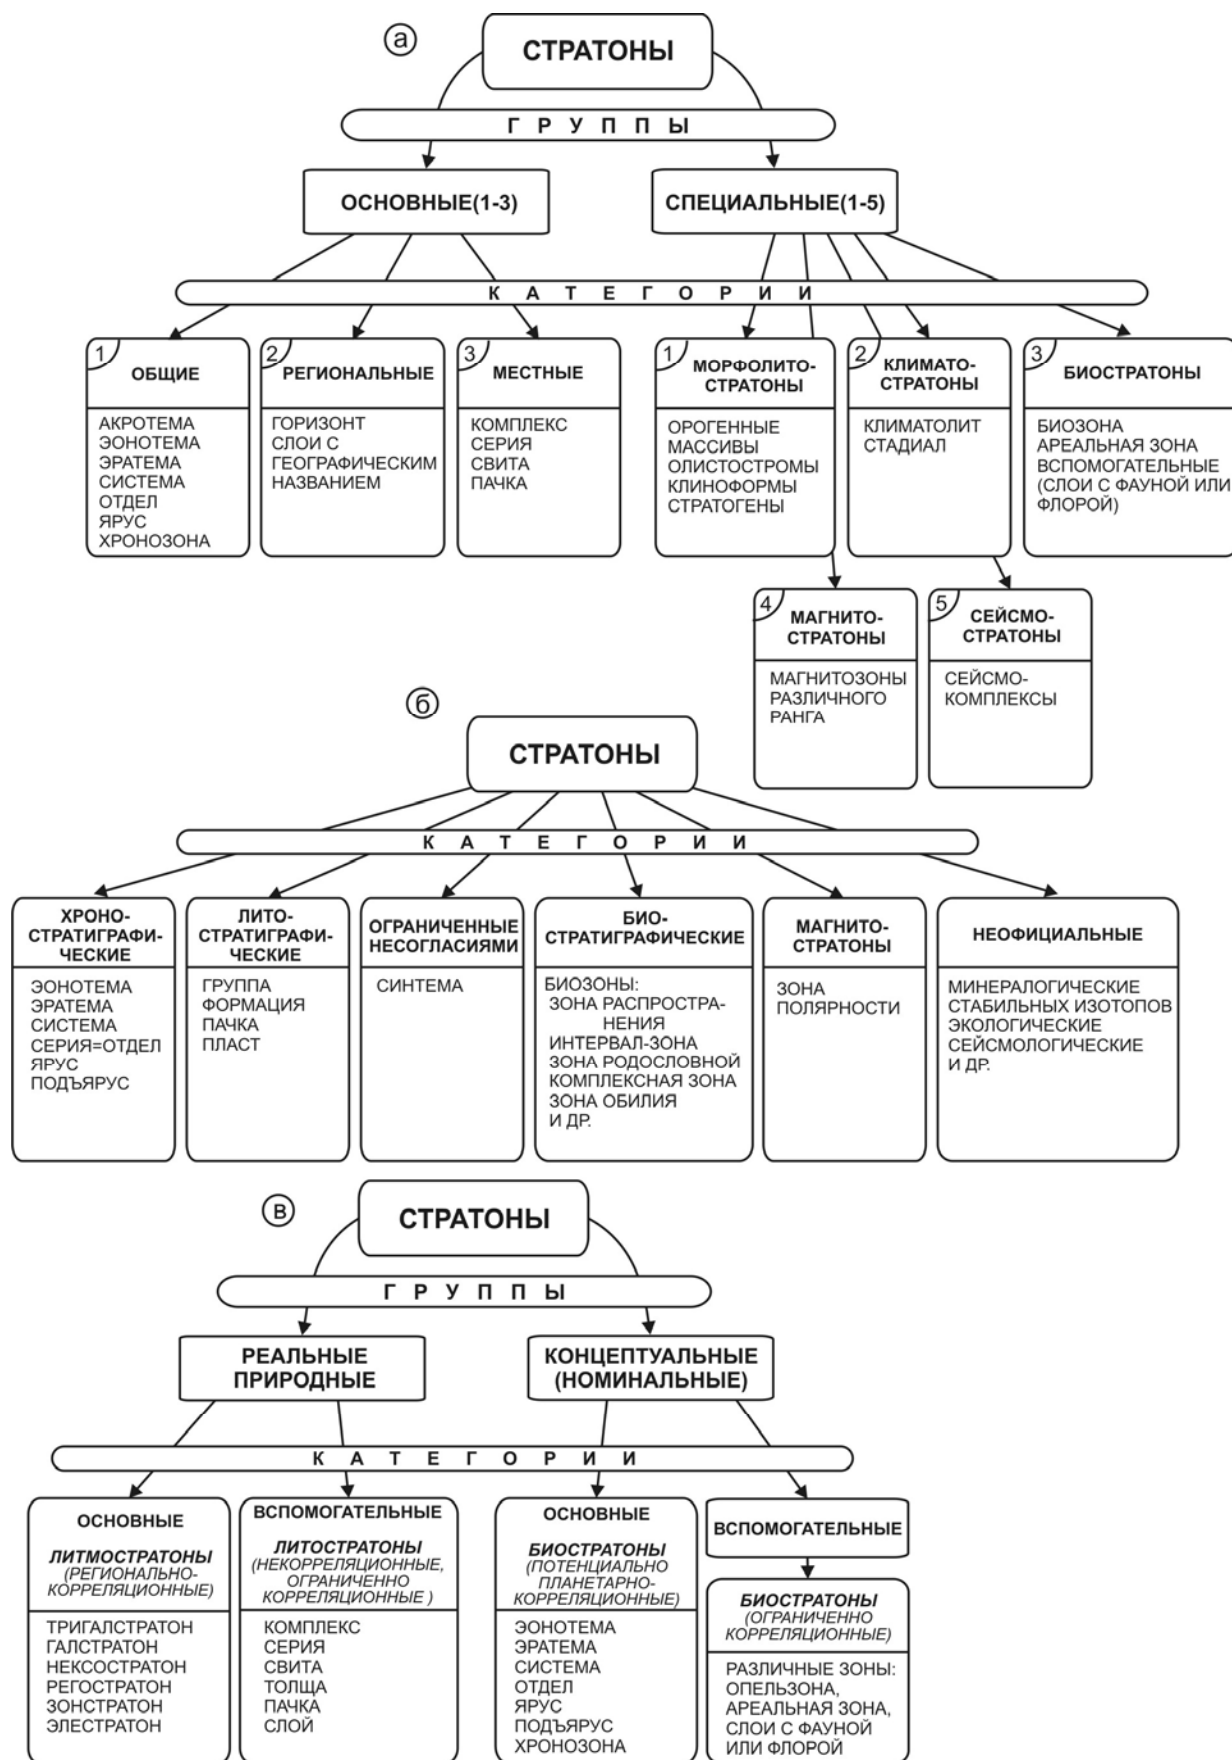 а
СТРАТОНЫ
ГРУППЫ
ОСНОВНЫЕ(1-3)
СПЕЦИАЛЬНЫЕ(1-5)
КАТЕГОРИИ
1
ОБЩИЕ
АКРОТЕМА
ЭОНОТЕМА
ЭРАТЕМА
СИСТЕМА
ОТДЕЛ
ЯРУС
ХРОНОЗОНА
2
РЕГИОНАЛЬНЫЕ
ГОРИЗОНТ
СЛОИ С
ГЕОГРАФИЧЕСКИМ
НАЗВАНИЕМ
3
МЕСТНЫЕ
КОМПЛЕКС
СЕРИЯ
СВИТА
ПАЧКА
1
МОРФОЛИТО-
СТРАТОНЫ
ОРОГЕННЫЕ
МАССИВЫ
ОЛИСТОСТРОМЫ
КЛИНОФОРМЫ
СТРАТОГЕНЫ
2
КЛИМАТО-
СТРАТОНЫ
КЛИМАТОЛИТ
СТАДИАЛ
3
БИОСТРАТОНЫ
БИОЗОНА
АРЕАЛЬНАЯ ЗОНА
ВСПОМОГАТЕЛЬНЫЕ
(СЛОИ С ФАУНОЙ ИЛИ
ФЛОРОЙ)
4
МАГНИТО-
СТРАТОНЫ
МАГНИТОЗОНЫ
РАЗЛИЧНОГО
РАНГА
5
СЕЙСМО-
СТРАТОНЫ
СЕЙСМО-
КОМПЛЕКСЫ
б
СТРАТОНЫ
КАТЕГОРИИ
ХРОНО-
СТРАТИГРАФИ-
ЧЕСКИЕ
ЭОНОТЕМА
ЭРАТЕМА
СИСТЕМА
СЕРИЯ=ОТДЕЛ
ЯРУС
ПОДЪЯРУС
ЛИТО-
СТРАТИГРАФИ-
ЧЕСКИЕ
ГРУППА
ФОРМАЦИЯ
ПАЧКА
ПЛАСТ
ОГРАНИЧЕННЫЕ
НЕСОГЛАСИЯМИ
СИНТЕМА
БИО-
СТРАТИГРАФИЧЕСКИЕ
БИОЗОНЫ:
ЗОНА РАСПРОСТРА-
НЕНИЯ
ИНТЕРВАЛ-ЗОНА
ЗОНА РОДОСЛОВНОЙ
КОМПЛЕКСНАЯ ЗОНА
ЗОНА ОБИЛИЯ
И ДР.
МАГНИТО-
СТРАТОНЫ
ЗОНА
ПОЛЯРНОСТИ
НЕОФИЦИАЛЬНЫЕ
МИНЕРАЛОГИЧЕСКИЕ
СТАБИЛЬНЫХ ИЗОТОПОВ
ЭКОЛОГИЧЕСКИЕ
СЕЙСМОЛОГИЧЕСКИЕ
И ДР.
в
СТРАТОНЫ
ГРУППЫ
РЕАЛЬНЫЕ
ПРИРОДНЫЕ
КОНЦЕПТУАЛЬНЫЕ
(НОМИНАЛЬНЫЕ)
КАТЕГОРИИ
ОСНОВНЫЕ
ЛИТМОСТРАТОНЫ
(РЕГИОНАЛЬНО-
КОРРЕЛЯЦИОННЫЕ)
ТРИГАЛСТРАТОН
ГАЛСТРАТОН
НЕКСОСТРАТОН
РЕГОСТРАТОН
ЗОНСТРАТОН
ЭЛЕСТРАТОН
ВСПОМОГАТЕЛЬНЫЕ
ЛИТОСТРАТОНЫ
(НЕКОРРЕЛЯЦИОННЫЕ,
ОГРАНИЧЕННО
КОРРЕЛЯЦИОННЫЕ )
КОМПЛЕКС
СЕРИЯ
СВИТА
ТОЛЩА
ПАЧКА
СЛОЙ
ОСНОВНЫЕ
БИОСТРАТОНЫ
(ПОТЕНЦИАЛЬНО
ПЛАНЕТАРНО-
КОРРЕЛЯЦИОННЫЕ)
ЭОНОТЕМА
ЭРАТЕМА
СИСТЕМА
ОТДЕЛ
ЯРУС
ПОДЪЯРУС
ХРОНОЗОНА
ВСПОМОГАТЕЛЬНЫЕ
БИОСТРАТОНЫ
(ОГРАНИЧЕННО
КОРРЕЛЯЦИОННЫЕ)
РАЗЛИЧНЫЕ ЗОНЫ:
ОПЕЛЬЗОНА,
АРЕАЛЬНАЯ ЗОНА,
СЛОИ С ФАУНОЙ
ИЛИ ФЛОРОЙ